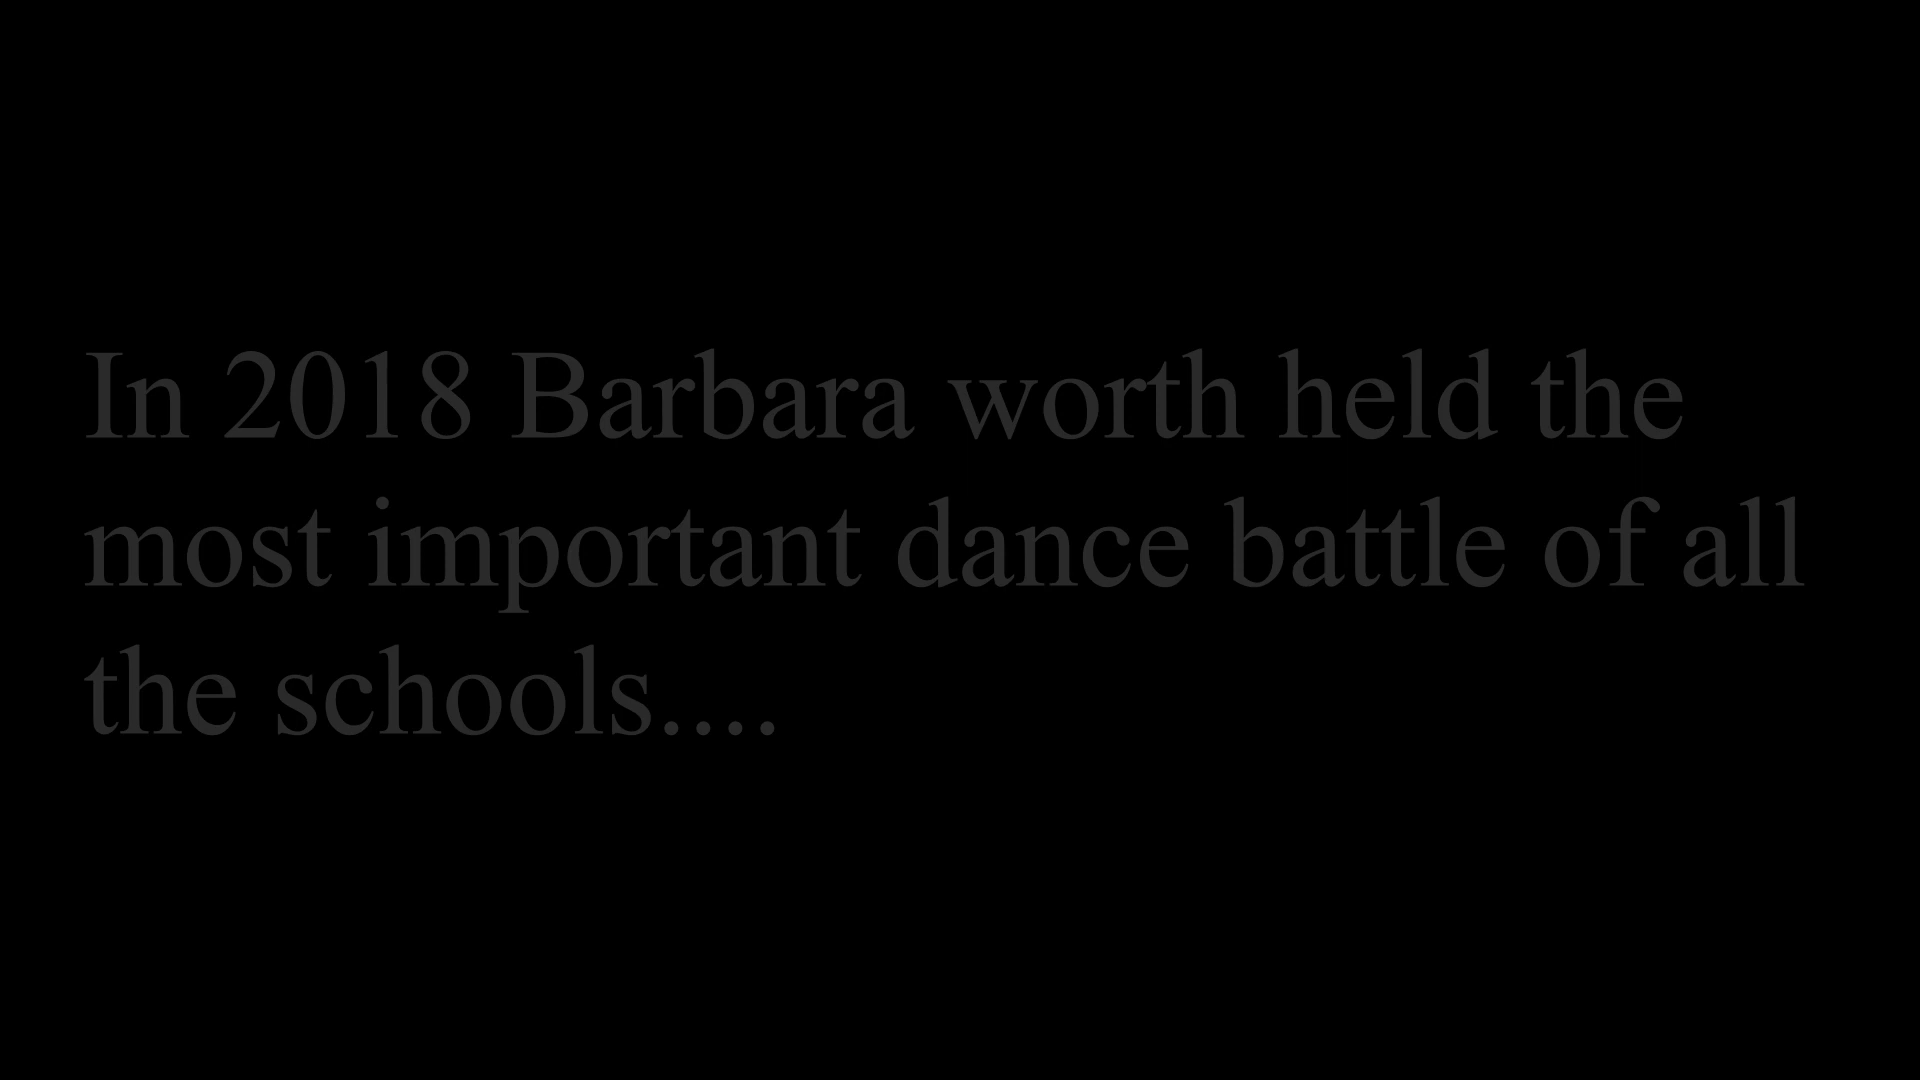 In 2018 Barbara worth held the
most important dance battle of all
the schools....